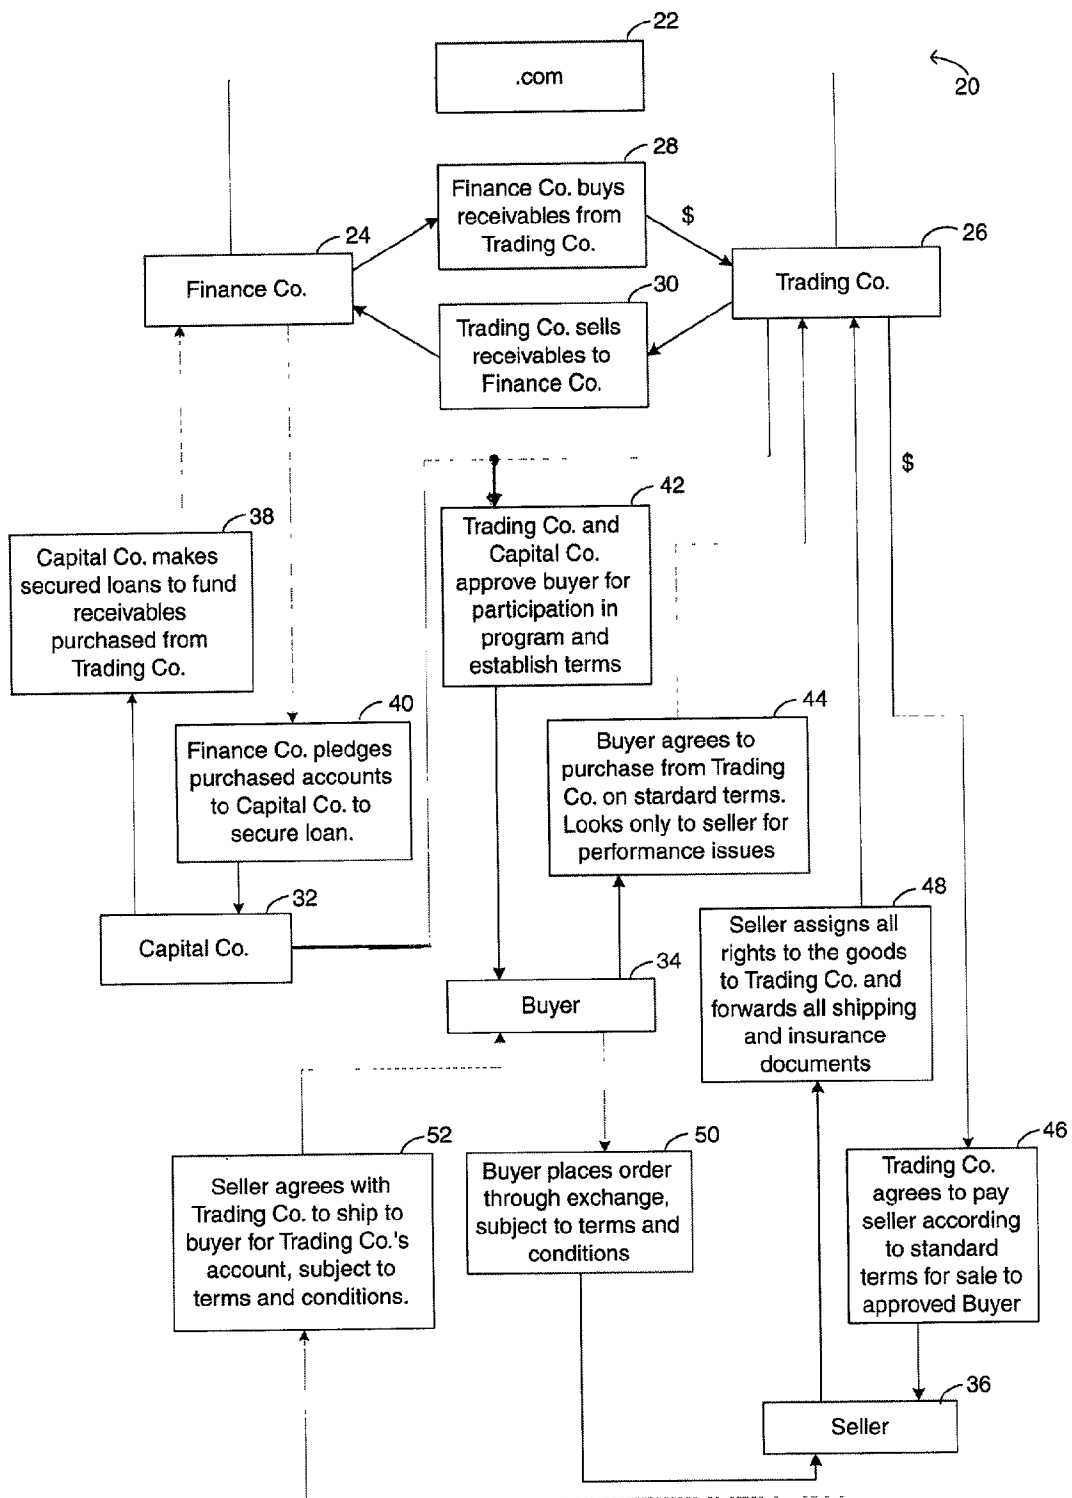 22
.com
20
28
Finance Co. buys
receivables from
Trading Co.
$
24
Finance Co.
26
Trading Co.
30
Trading Co. sells
receivables to
Finance Co.
$
38
Capital Co. makes
secured loans to fund
receivables
purchased from
Trading Co.
42
Trading Co. and
Capital Co.
approve buyer for
participation in
program and
establish terms
40
Finance Co. pledges
purchased accounts
to Capital Co. to
secure loan.
44
Buyer agrees to
purchase from Trading
Co. on stardard terms.
Looks only to seller for
performance issues
32
Capital Co.
48
Seller assigns all
rights to the goods
to Trading Co. and
forwards all shipping
and insurance
documents
34
Buyer
52
Seller agrees with
Trading Co. to ship to
buyer for Trading Co.'s
account, subject to
terms and conditions.
50
Buyer places order
through exchange,
subject to terms and
conditions
46
Trading Co.
agrees to pay
seller according
to standard
terms for sale to
approved Buyer
36
Seller